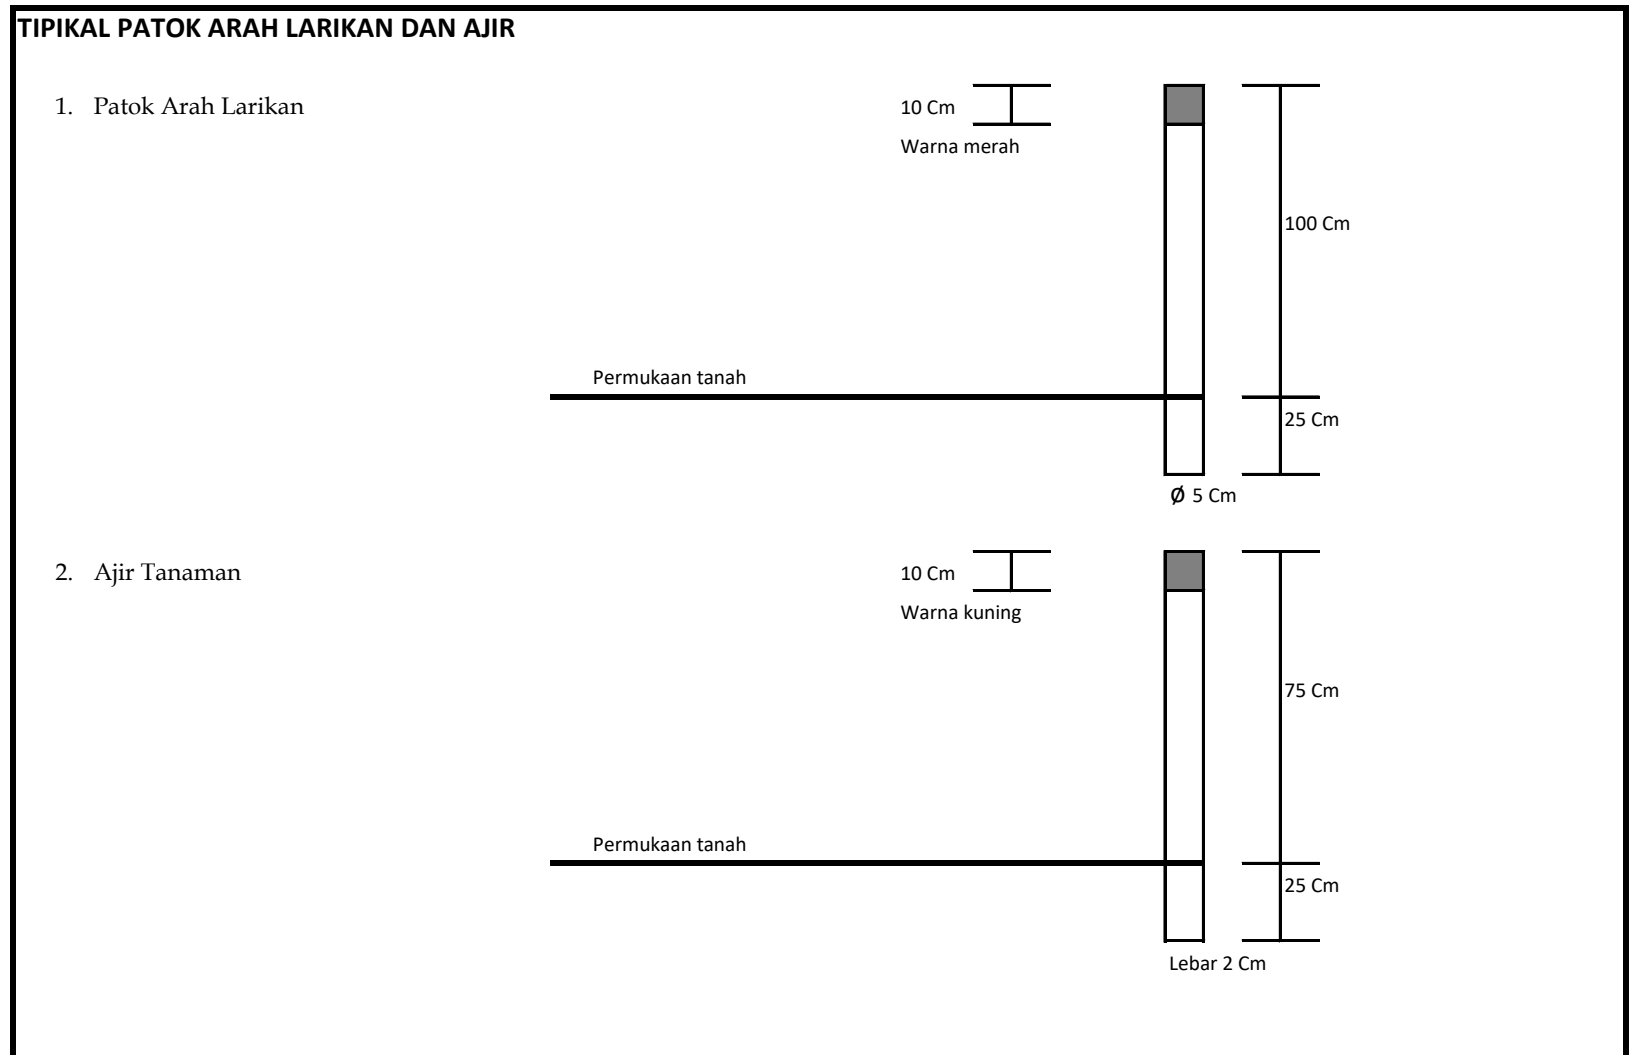 TIPIKAL PATOK ARAH LARIKAN DAN AJIR
1. Patok Arah Larikan
10 Cm
Warna merah
100 Cm
Permukaan tanah
25 Cm
Ø 5 Cm
2. Ajir Tanaman
10 Cm
Warna kuning
75 Cm
Permukaan tanah
25 Cm
Lebar 2 Cm